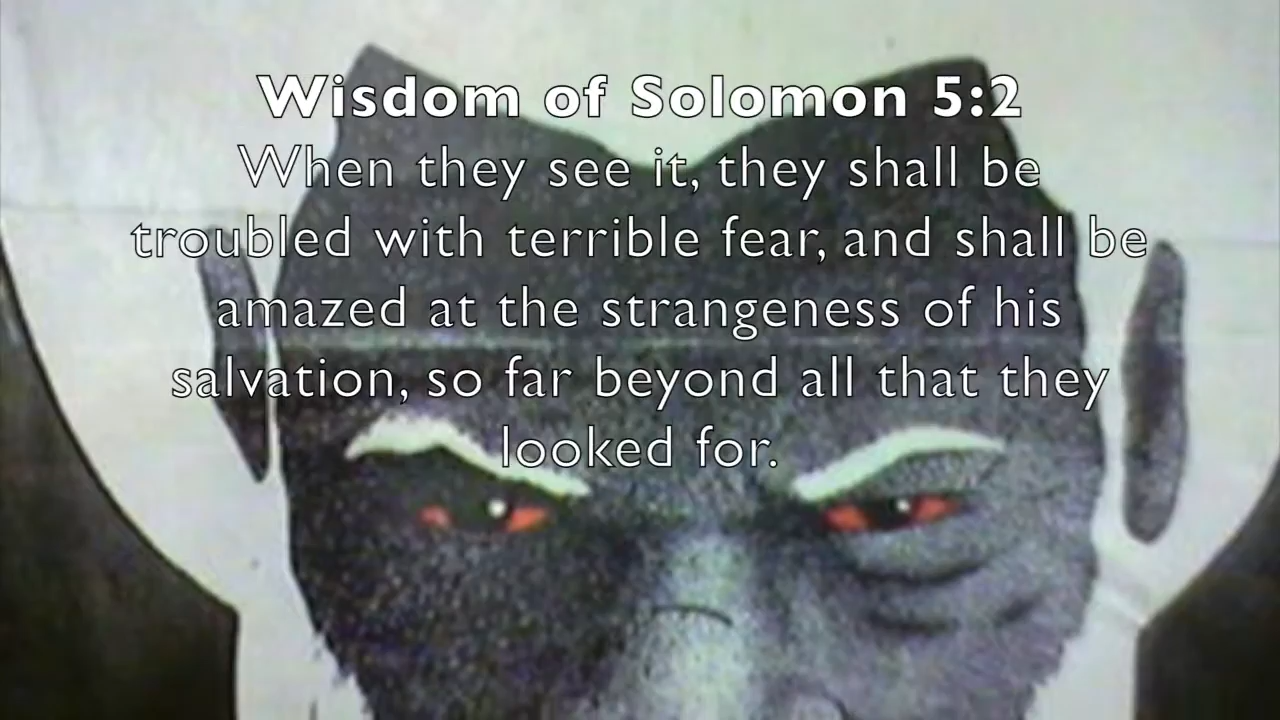 Wisdom of Solomon 5:2
When they see it, they shall be
troubled with terrible fear, and shall be
amazed at the strangeness of his
salvation, so far beyond all that they
looked for.